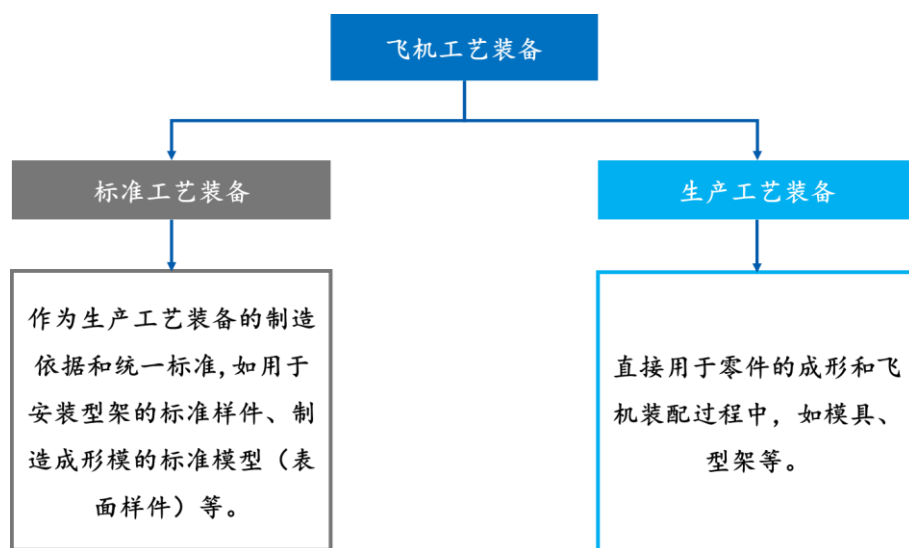 飞机工艺装备
标准工艺装备
生产工艺装备
作为生产工艺装备的制造
依据和统一标准,如用于
安装型架的标准样件、制
造成形模的标准模型（表
面样件）等。
直接用于零件的成形和飞
机装配过程中，如模具、
型架等。